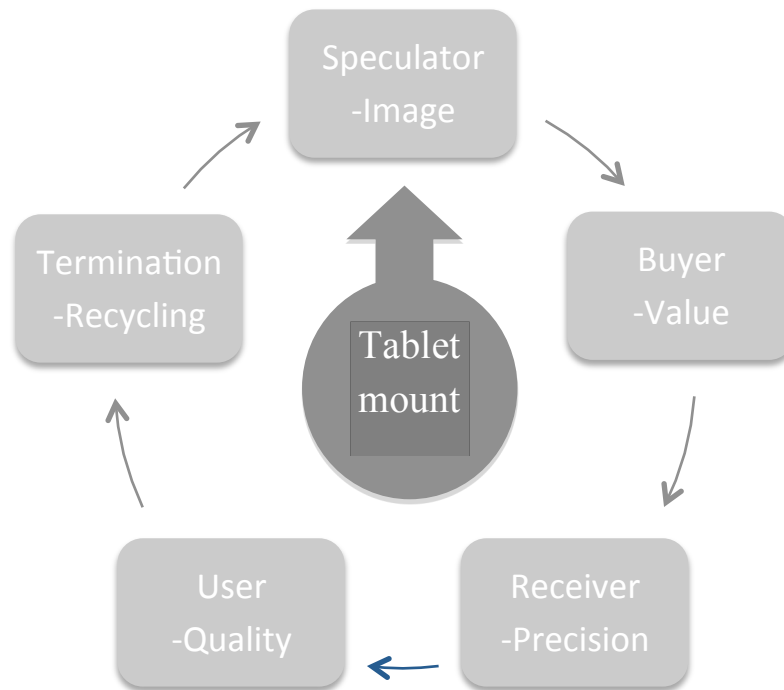 Speculator
-Image
Buyer
-Value
Receiver
-Precision
User
-Quality
Termination
-Recycling
Tablet
mount